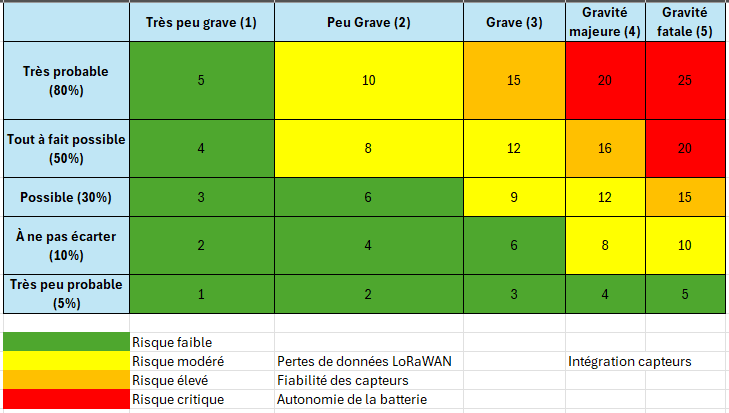 Très peu grave (1) Peu Grave (2) Grave (3) Gravité majeure (4) Gravité fatale (5)
Très probable (80%) 5 10 15 20 25
Tout à fait possible (50%) 4 8 12 16 20
Possible (30%) 3 6 9 12 15
À ne pas écarter (10%) 2 4 6 8 10
Très peu probable (5%) 1 2 3 4 5
Risque faible
Risque modéré Pertes de données LoRaWAN Intégration capteurs
Risque élevé Fiabilité des capteurs
Risque critique Autonomie de la batterie